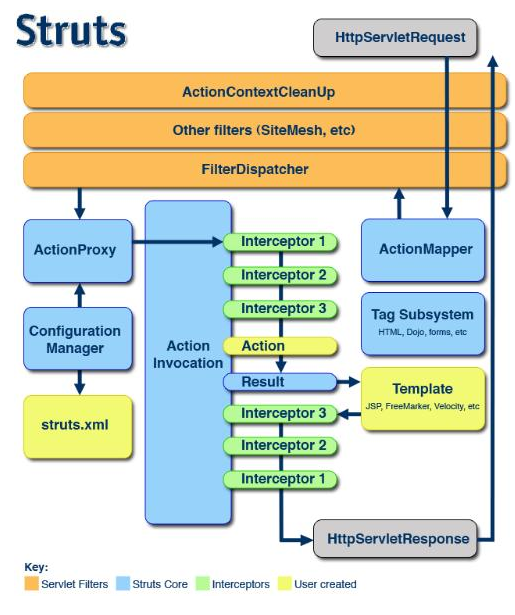 Struts
HttpServletRequest
ActionContextCleanUp
Other filters (SiteMesh, etc)
FilterDispatcher
ActionProxy
Interceptor 1
ActionMapper
Interceptor 2
Interceptor 3
Tag Subsystem
HTML, Dojo, forms, etc
Configuration
Manager
Action
Invocation
Action
Result
Template
JSP, FreeMarker, Velocity, etc
struts.xml
Interceptor 3
Interceptor 2
Interceptor 1
HttpServletResponse
Key:
Servlet Filters
Struts Core
Interceptors
User created